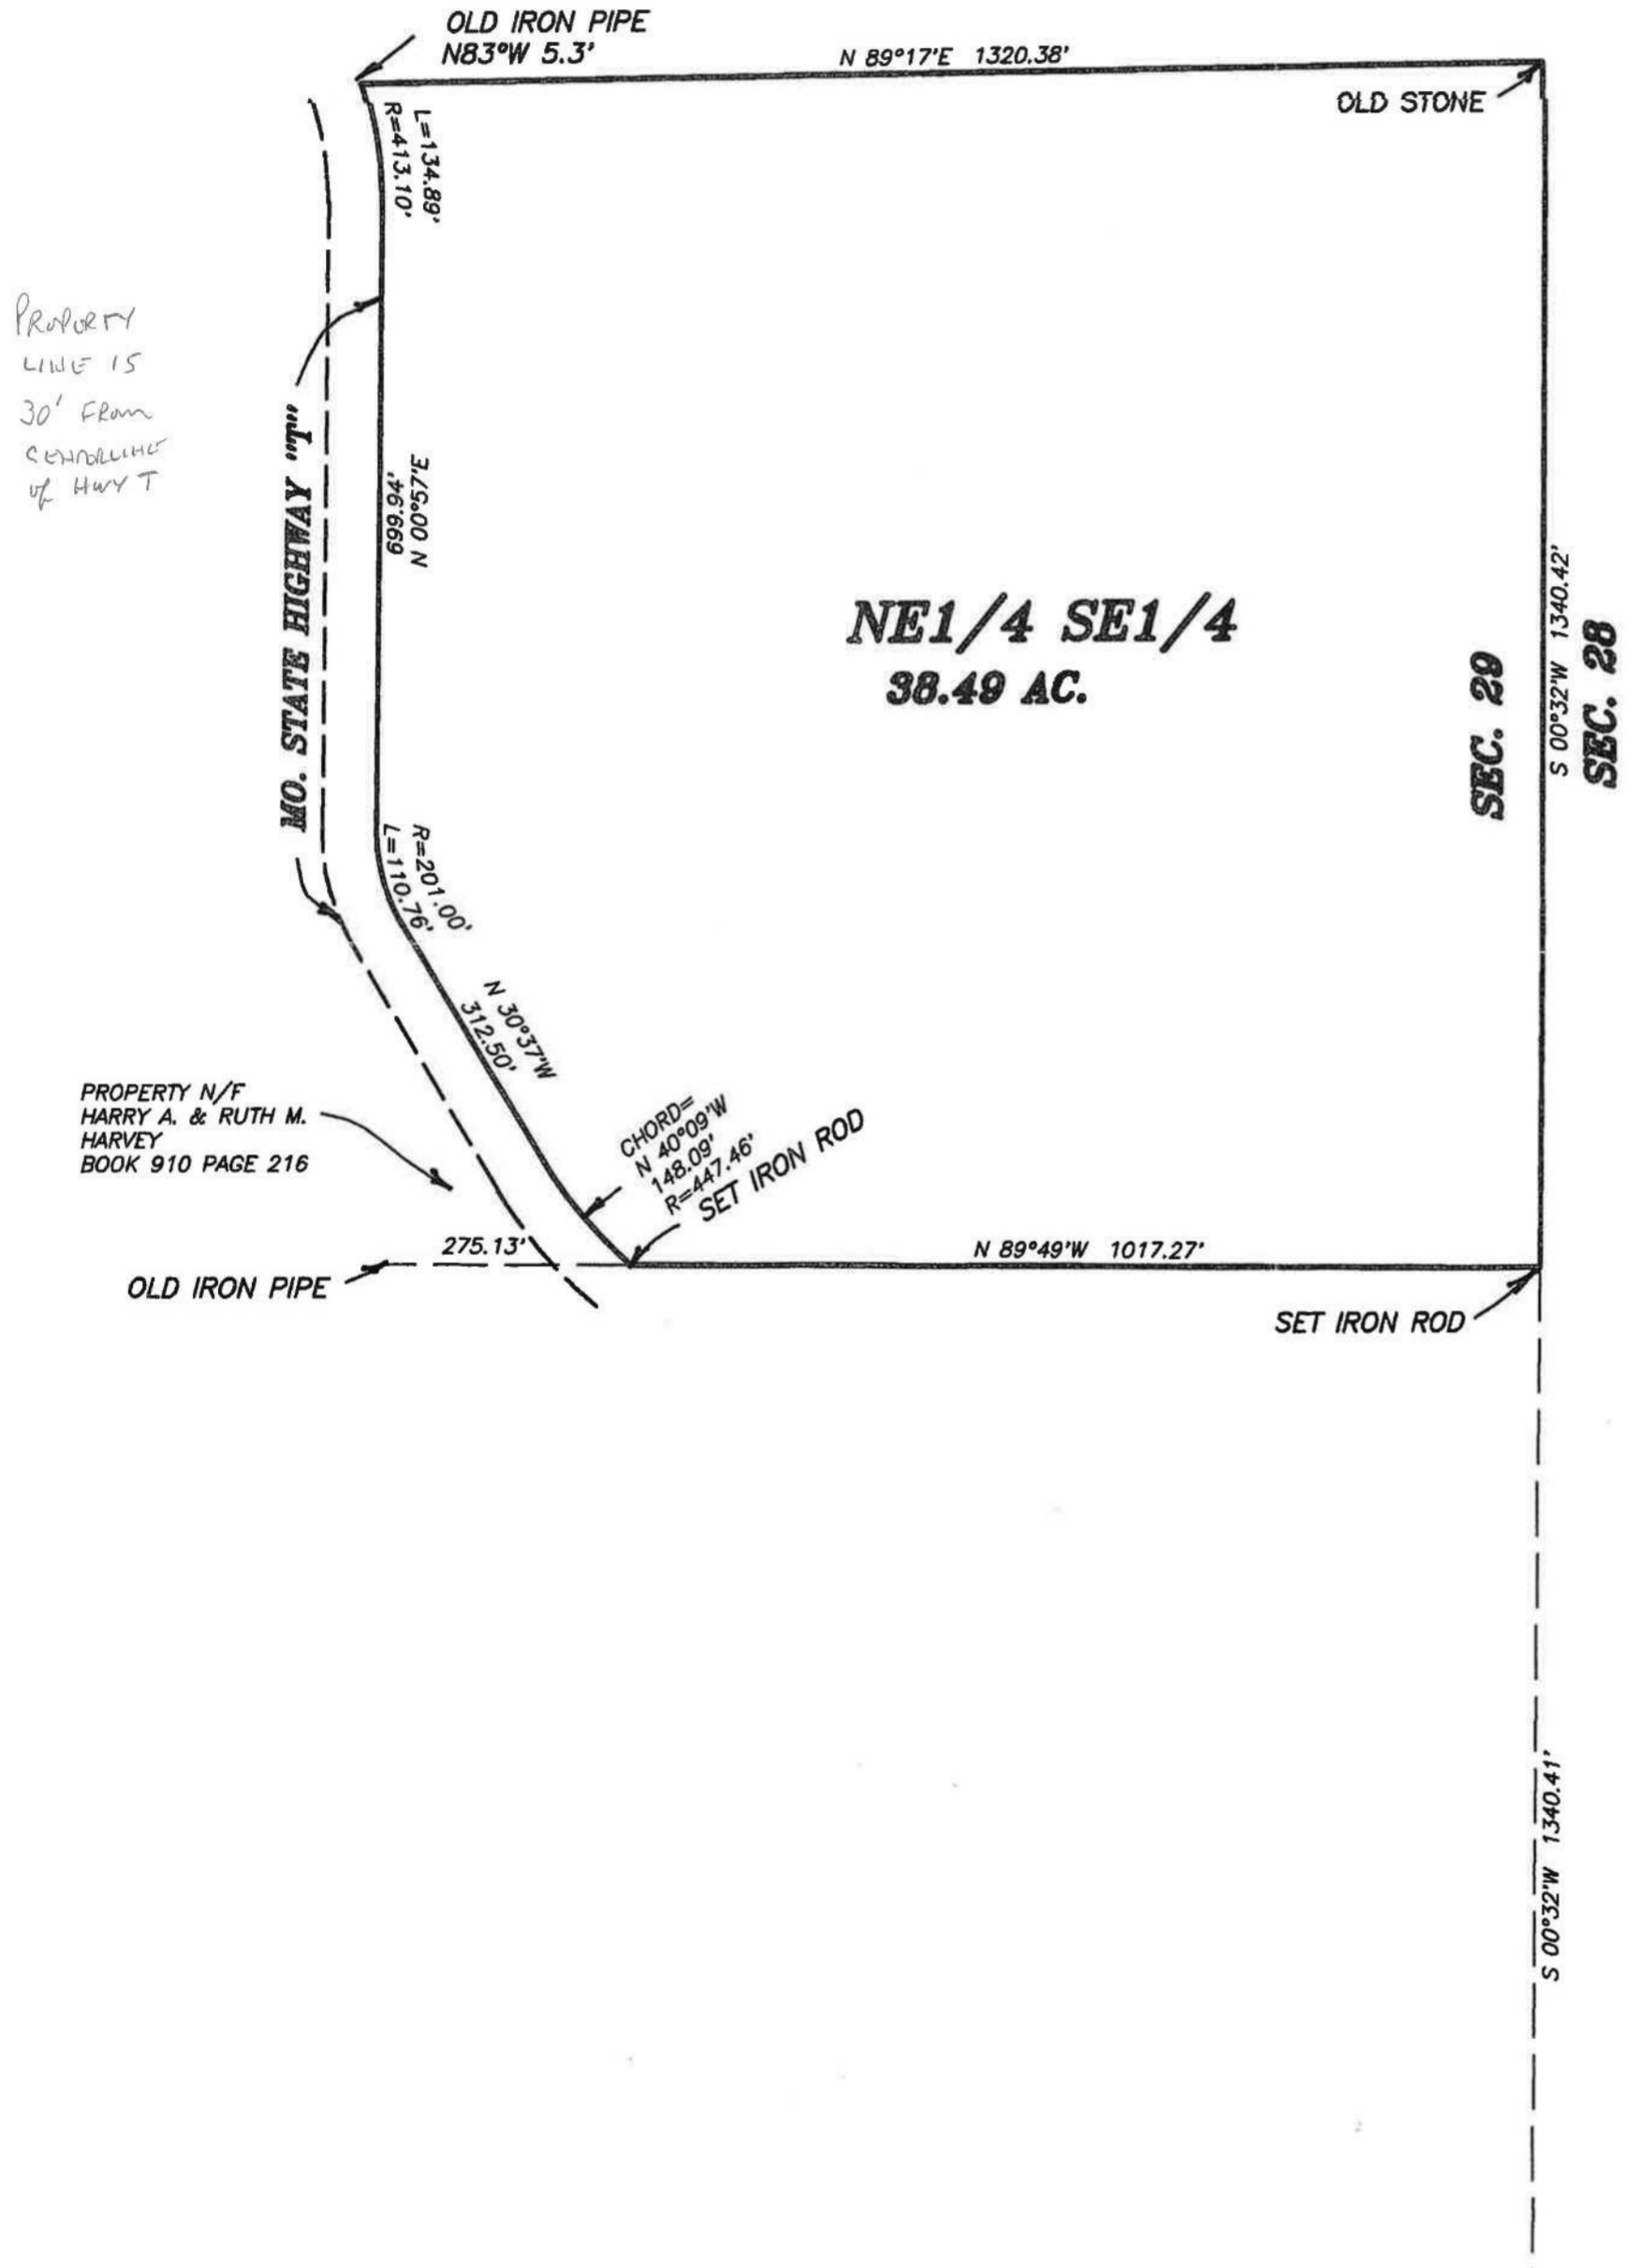 OLD IRON PIPE
N83°W 5.3'
N 89°17'E 1320.38'
OLD STONE
L=134.89'
R=413.10'
PROPERTY
LINE IS
30' FROM
CENTERLINE
of HWY T
MO. STATE HIGHWAY "T"
N 00°57'E
699.94'
NE1/4 SE1/4
38.49 AC.
SEC. 29
S 00°32'W 1340.42'
SEC. 28
R=201.00'
L=110.76'
N 30°37'W
312.50'
PROPERTY N/F
HARRY A. & RUTH M.
HARVEY
BOOK 910 PAGE 216
CHORD=
N 40°09'W
148.09'
R=447.46'
SET IRON ROD
275.13'
N 89°49'W 1017.27'
OLD IRON PIPE
SET IRON ROD
S 00°32'W 1340.41'